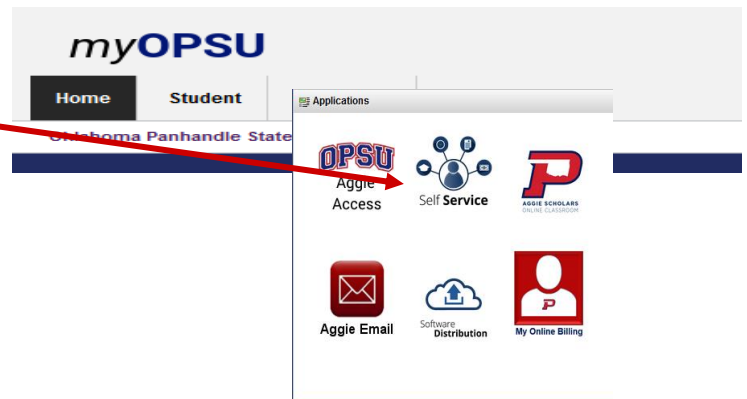 myOPSU
Home Student
Applications
Oklahoma Panhandle State
OPSU
Aggie
Access
Self Service
P
AGGIE SCHOLARS
ONLINE CLASSROOM
Aggie Email
Software
Distribution
P
My Online Billing